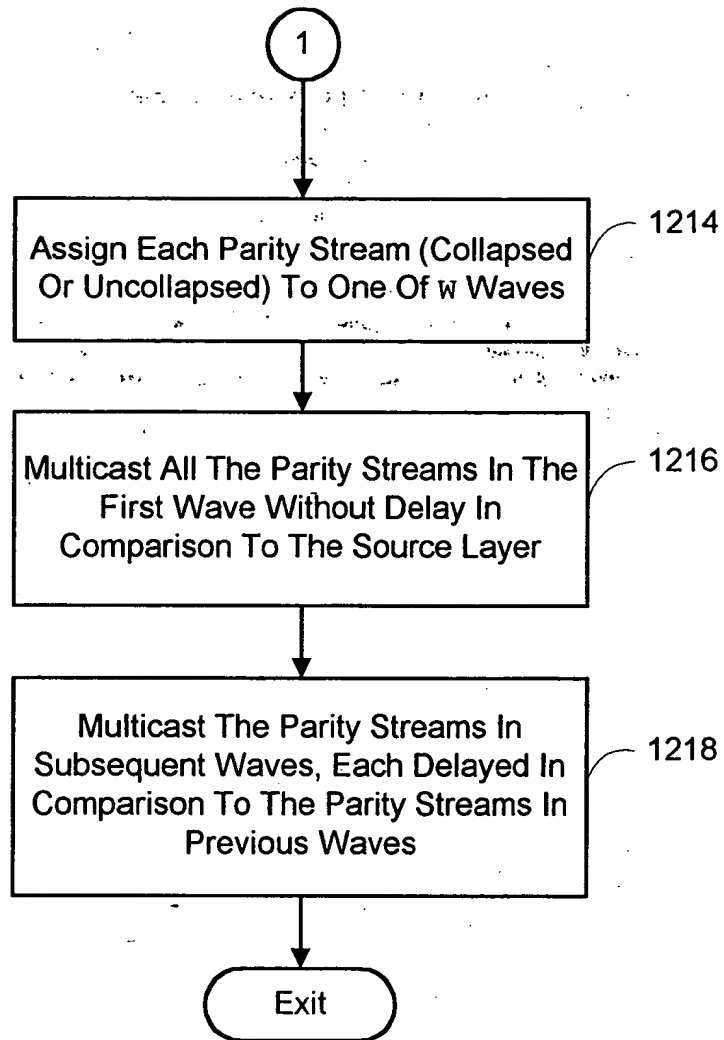 1
1214
Assign Each Parity Stream (Collapsed
Or Uncollapsed) To One Of W Waves
1216
Multicast All The Parity Streams In The
First Wave Without Delay In
Comparison To The Source Layer
Multicast The Parity Streams In
1218
Subsequent Waves, Each Delayed In
Comparison To The Parity Streams In
Previous Waves
Exit